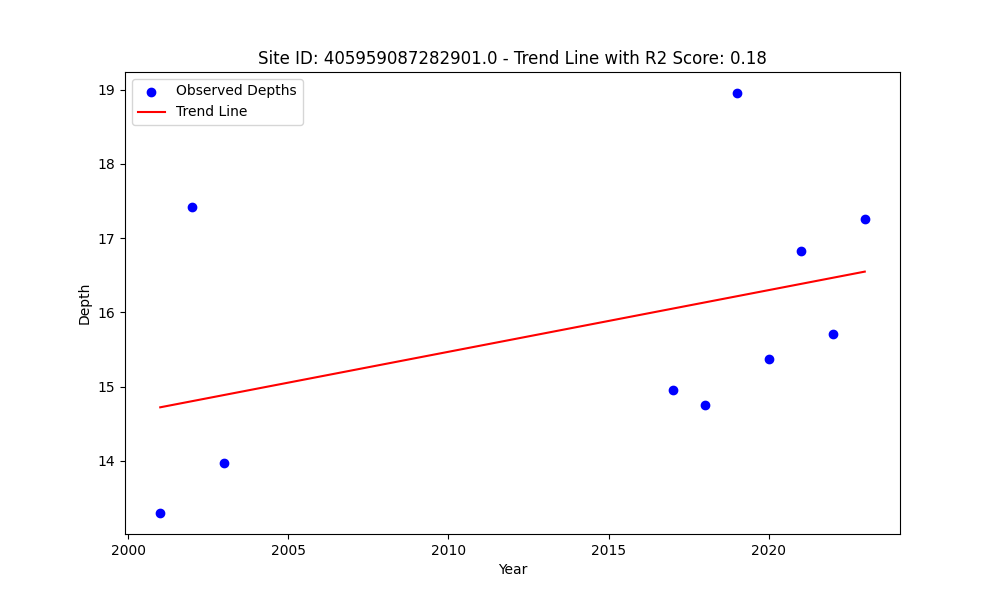 Site ID: 405959087282901.0 - Trend Line with R2 Score: 0.18
Observed Depths
Trend Line
19
18
17
16
15
14
Depth
2000
2005
2010
2015
2020
Year